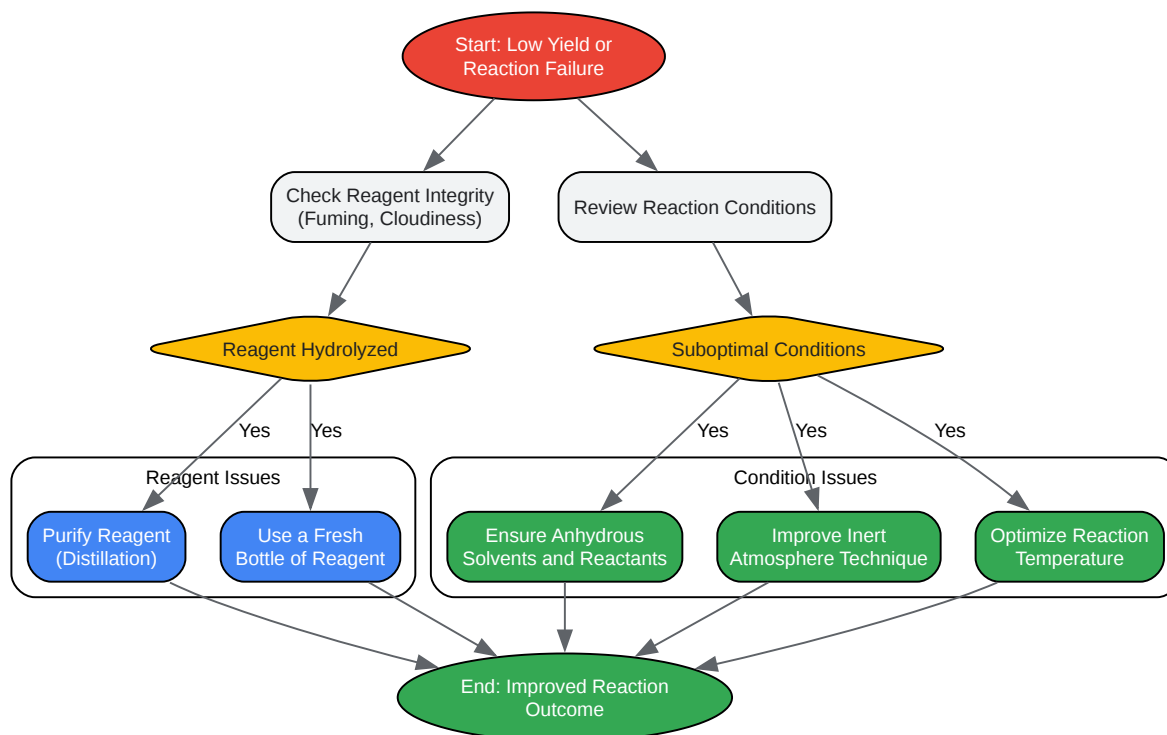 Start: Low Yield or
Reaction Failure
Check Reagent Integrity
(Fuming, Cloudiness)
Review Reaction Conditions
Reagent Hydrolyzed
Suboptimal Conditions
Yes
Yes
Yes
Yes
Yes
Reagent Issues
Condition Issues
Purify Reagent
(Distillation)
Use a Fresh
Bottle of Reagent
Ensure Anhydrous
Solvents and Reactants
Improve Inert
Atmosphere Technique
Optimize Reaction
Temperature
End: Improved Reaction
Outcome